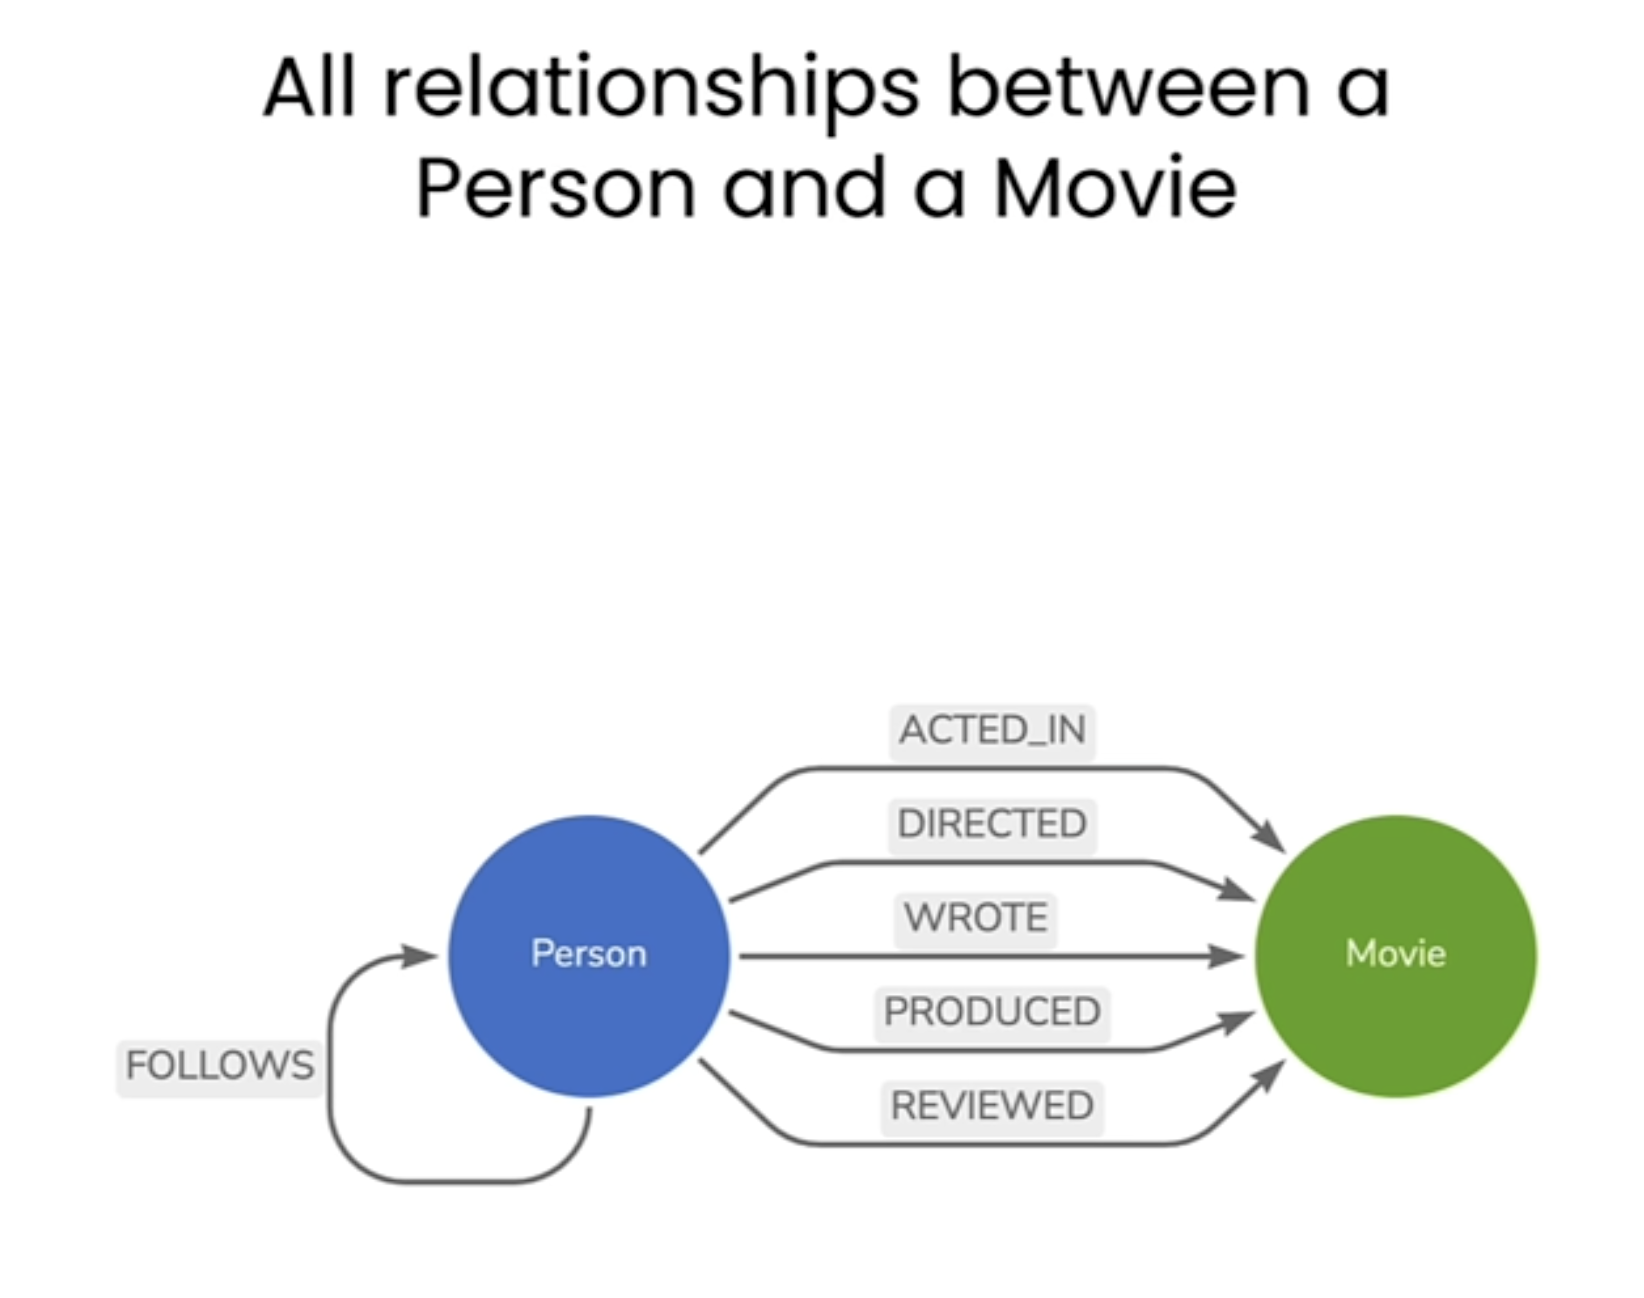 All relationships between a
Person and a Movie
ACTED_IN
DIRECTED
WROTE
Person
Movie
PRODUCED
FOLLOWS
REVIEWED